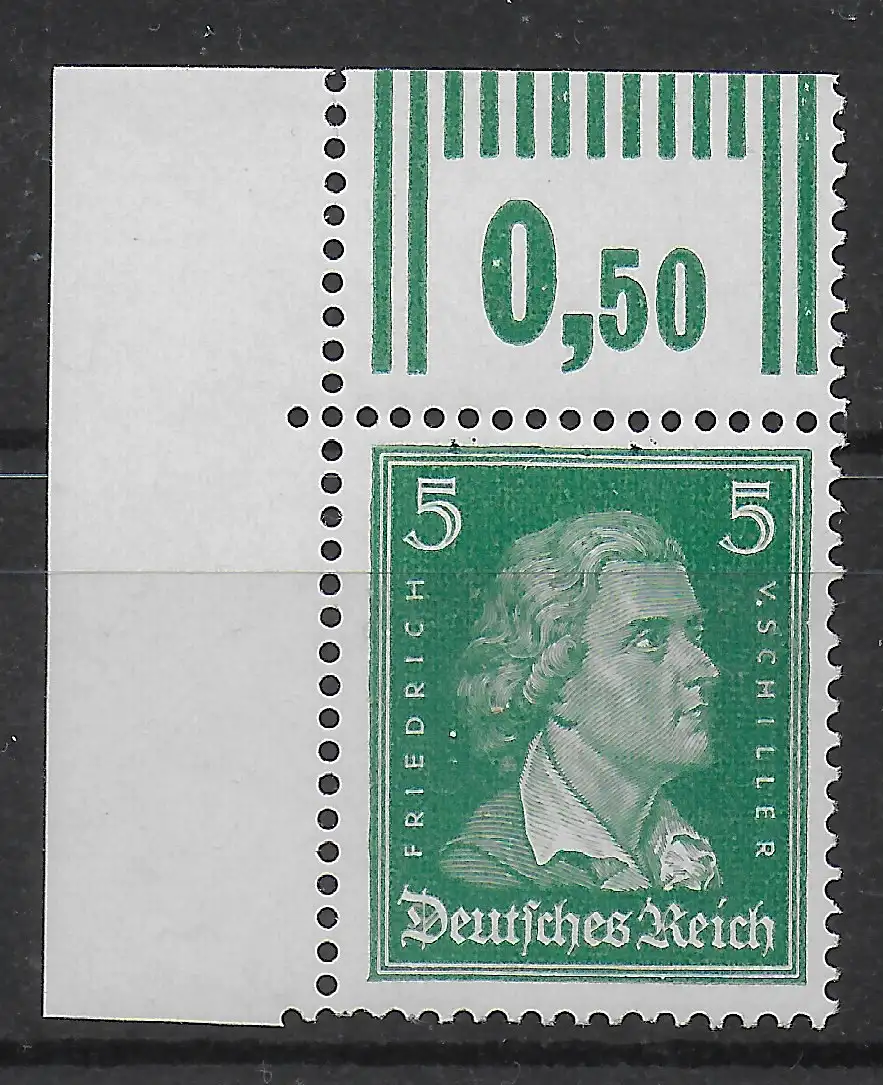 0,50
5 5
FRIEDRICH
V. SCHILLER
Deutſches Reich